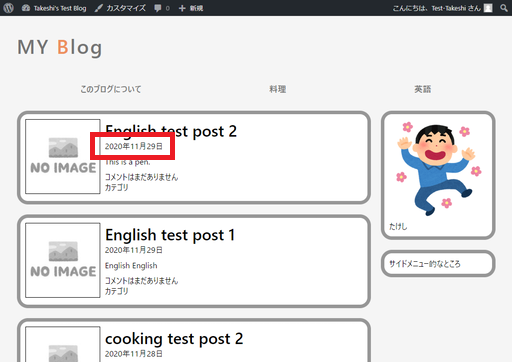 Takeshi's Test Blog カスタマイズ 0 新規 こんにちは、Test-Takeshi さん
MY Blog
このブログについて 料理 英語
NO IMAGE
English test post 2
2020年11月29日
This is a pen.
コメントはまだありません
カテゴリ
NO IMAGE
English test post 1
2020年11月29日
English English
コメントはまだありません
カテゴリ
cooking test post 2
2020年11月28日
たけし
サイドメニュー的なところ